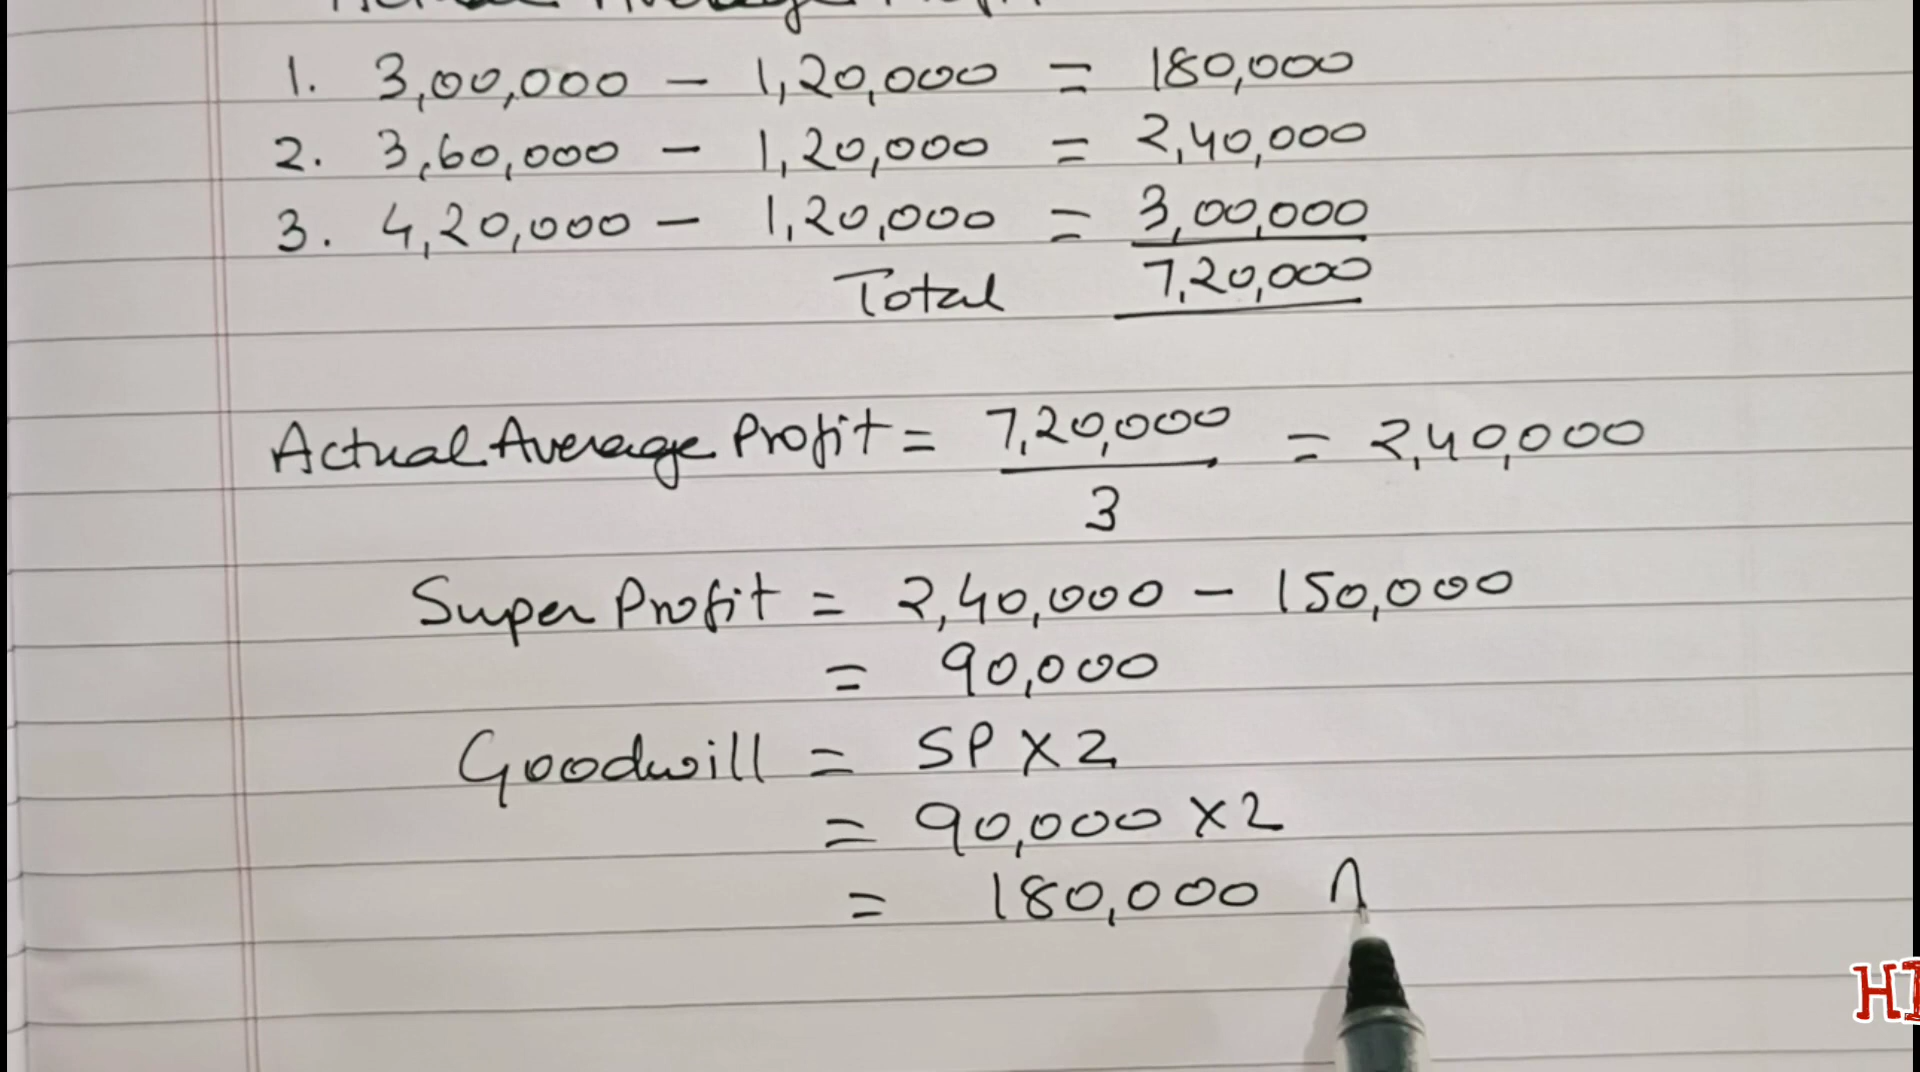 Actual Average Profit
1. 3,00,000 – 1,20,000 = 180,000
2. 3,60,000 – 1,20,000 = 2,40,000
3. 4,20,000 – 1,20,000 = 3,00,000
Total 7,20,000
Actual Average Profit = 7,20,000 = 2,40,000
3
Super Profit = 2,40,000 – 150,000
= 90,000
Goodwill = SP X 2
= 90,000 X 2
= 180,000